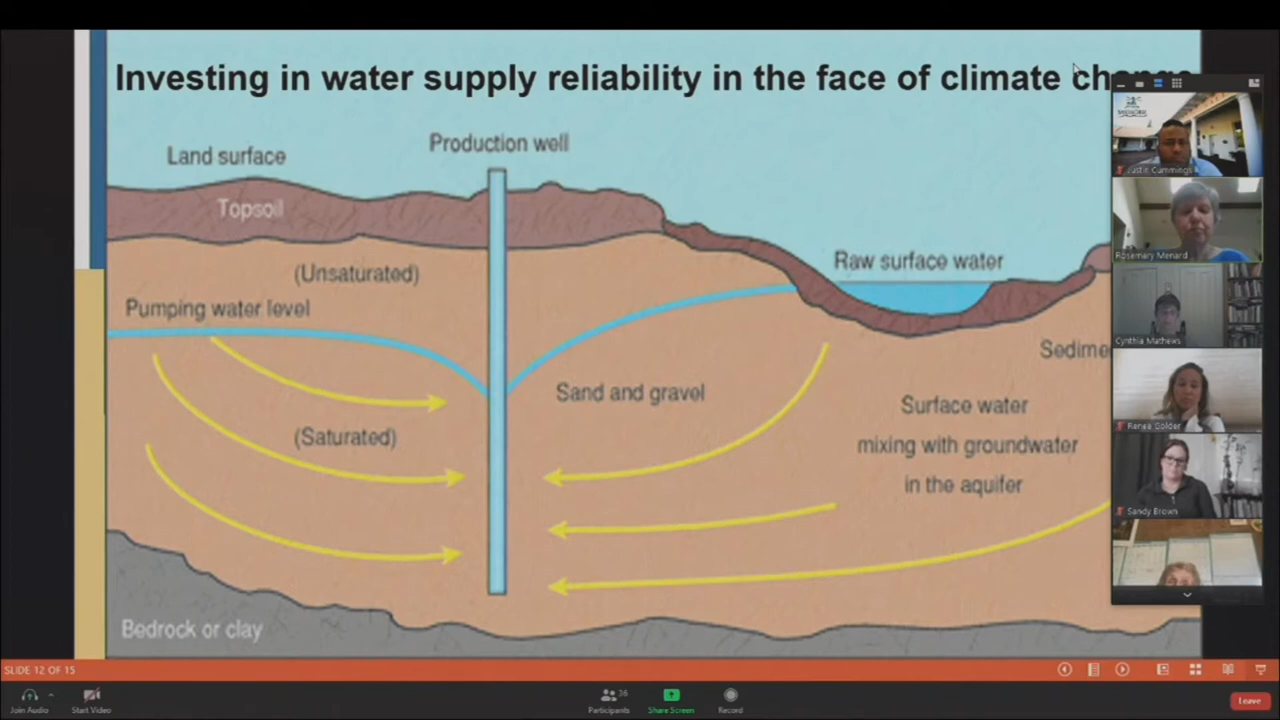 Investing in water supply reliability in the face of climate change
Production well
Land surface
Topsoil
Raw surface water
(Unsaturated)
Pumping water level
Sedime
Sand and gravel
Surface water
mixing with groundwater
in the aquifer
(Saturated)
Bedrock or clay
Justin Cummings
Rosemary Menard
Cynthia Mathews
Renee Golder
Sandy Brown
SLIDE 12 OF 15
Join Audio
Start Video
Participants
36
Share Screen
Record
Leave